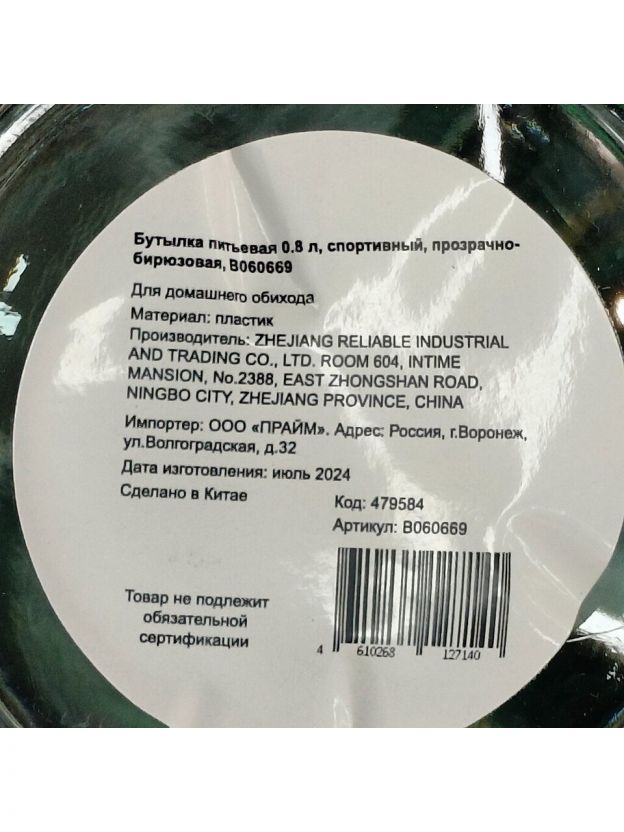 Бутылка питьевая 0.8 л, спортивный, прозрачно-
бирюзовая, B060669
Для домашнего обихода
Материал: пластик
Производитель: ZHEJIANG RELIABLE INDUSTRIAL
AND TRADING CO., LTD. ROOM 604, INTIME
MANSION, No.2388, EAST ZHONGSHAN ROAD,
NINGBO CITY, ZHEJIANG PROVINCE, CHINA
Импортер: ООО «ПРАЙМ». Адрес: Россия, г.Воронеж,
ул.Волгоградская, д.32
Дата изготовления: июль 2024
Сделано в Китае
Код: 479584
Артикул: B060669
Товар не подлежит
обязательной
сертификации
4 610268 127140